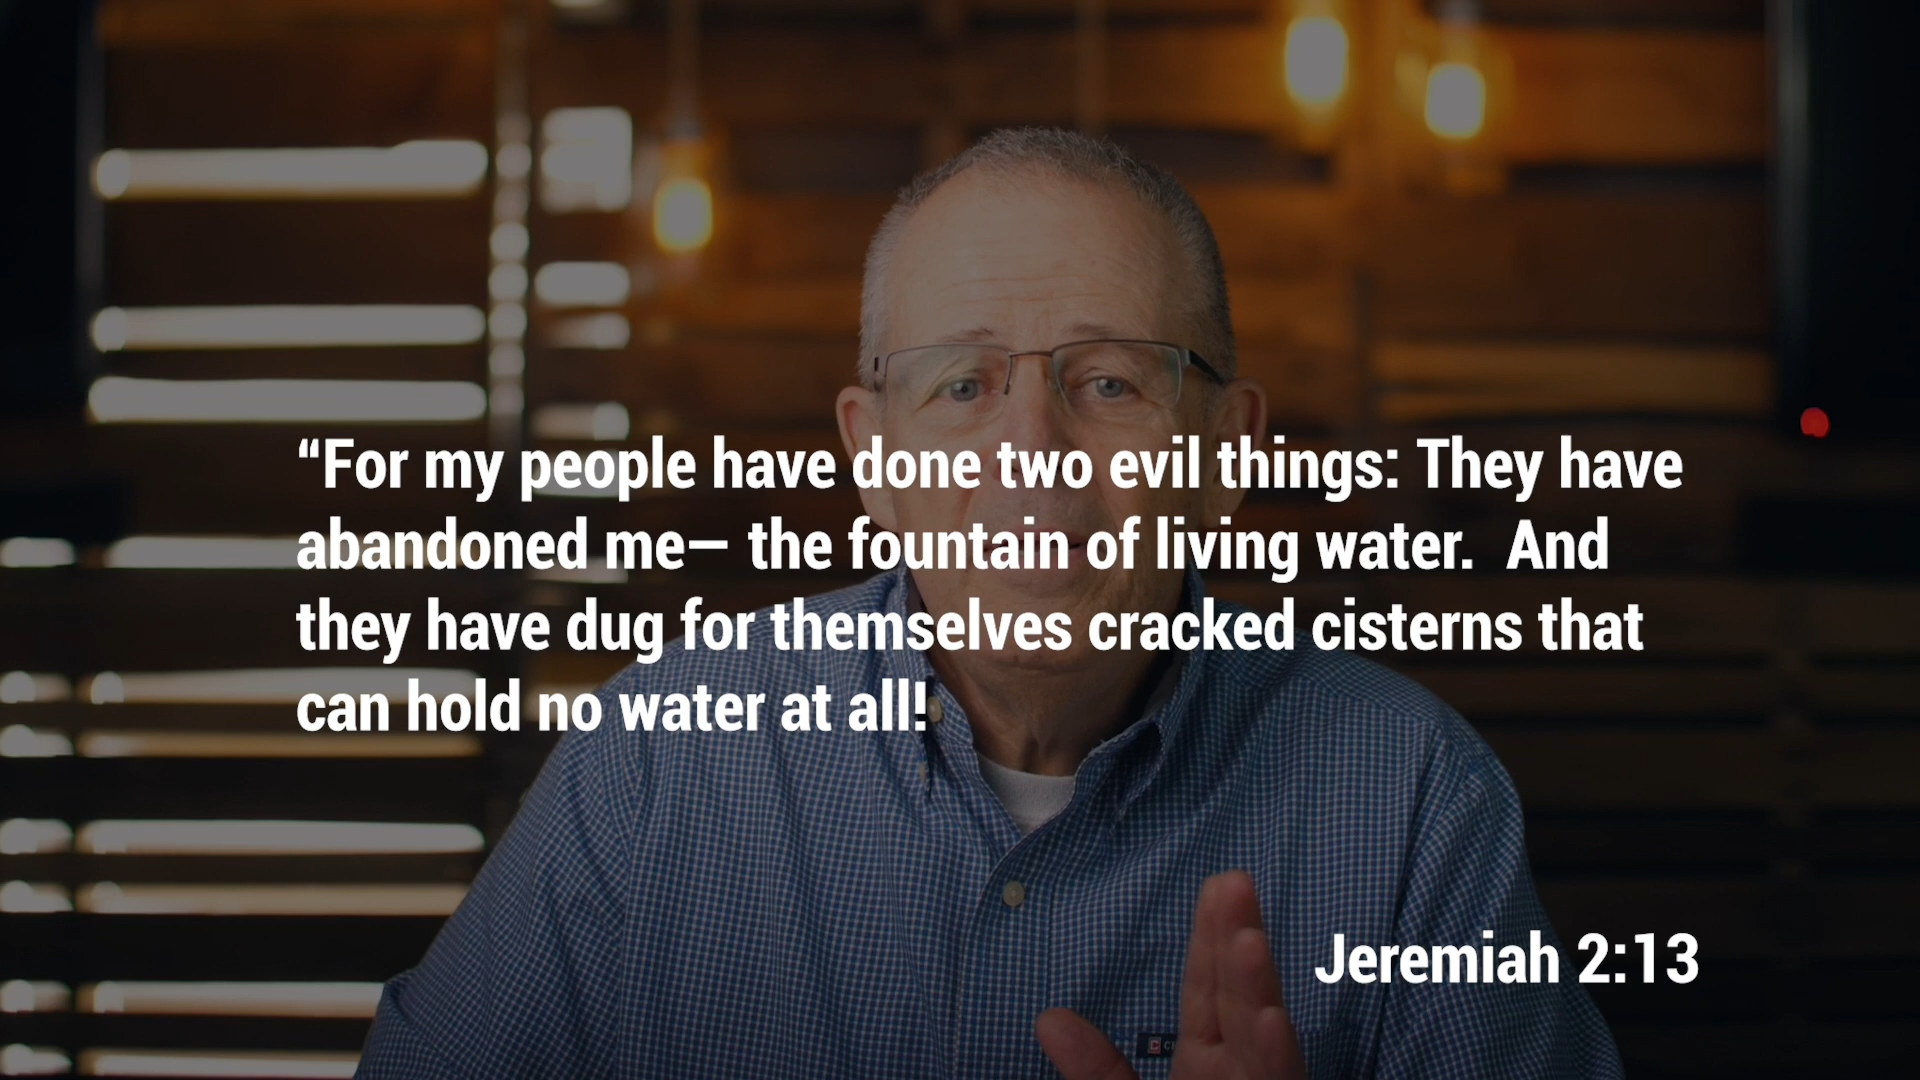 “For my people have done two evil things: They have
abandoned me— the fountain of living water.  And
they have dug for themselves cracked cisterns that
can hold no water at all!
Jeremiah 2:13